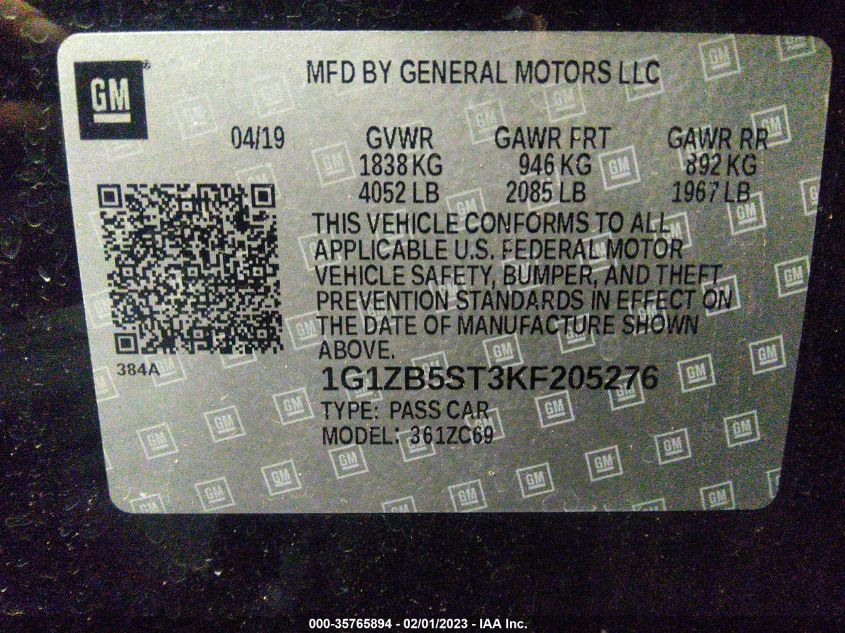 GM
MFD BY GENERAL MOTORS LLC
04/19 GVWR GAWR FRT GAWR RR
1838 KG 946 KG 892 KG
4052 LB 2085 LB 1967 LB
THIS VEHICLE CONFORMS TO ALL
APPLICABLE U.S. FEDERAL MOTOR
VEHICLE SAFETY, BUMPER, AND THEFT
PREVENTION STANDARDS IN EFFECT ON
THE DATE OF MANUFACTURE SHOWN
ABOVE.
384A
1G1ZB5ST3KF205276
TYPE: PASS CAR
MODEL: 361ZC69
000-35765894 - 02/01/2023 - IAA Inc.